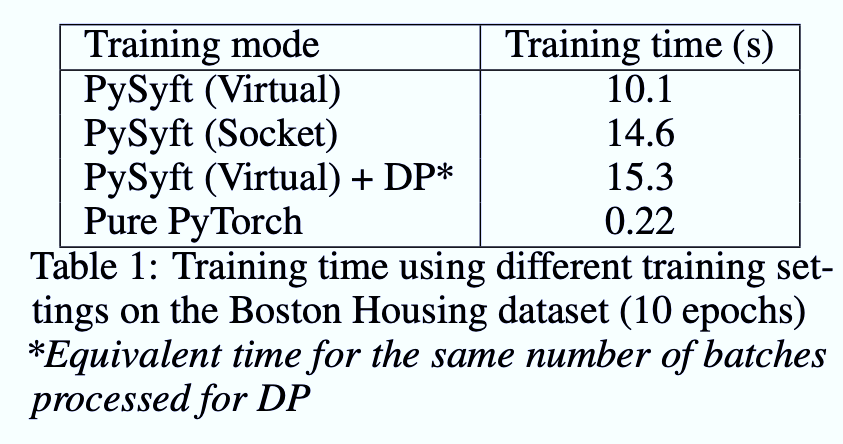 Training mode Training time (s)
PySyft (Virtual) 10.1
PySyft (Socket) 14.6
PySyft (Virtual) + DP* 15.3
Pure PyTorch 0.22
Table 1: Training time using different training set-
tings on the Boston Housing dataset (10 epochs)
*Equivalent time for the same number of batches
processed for DP